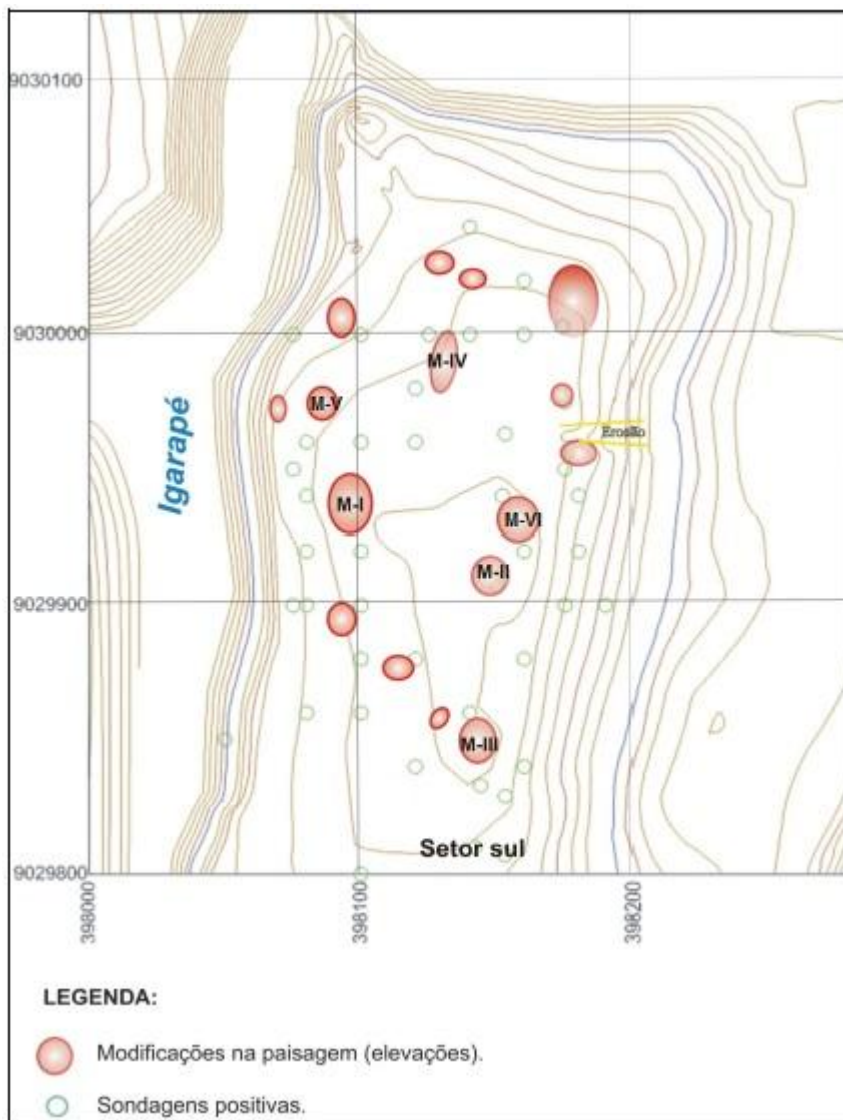 9030100
9030000
M-IV
M-V
Erosão
Igarapé
M-I
M-VI
M-II
9029900
M-III
Setor sul
9029800
398000
398100
398200
LEGENDA:
Modificações na paisagem (elevações).
Sondagens positivas.